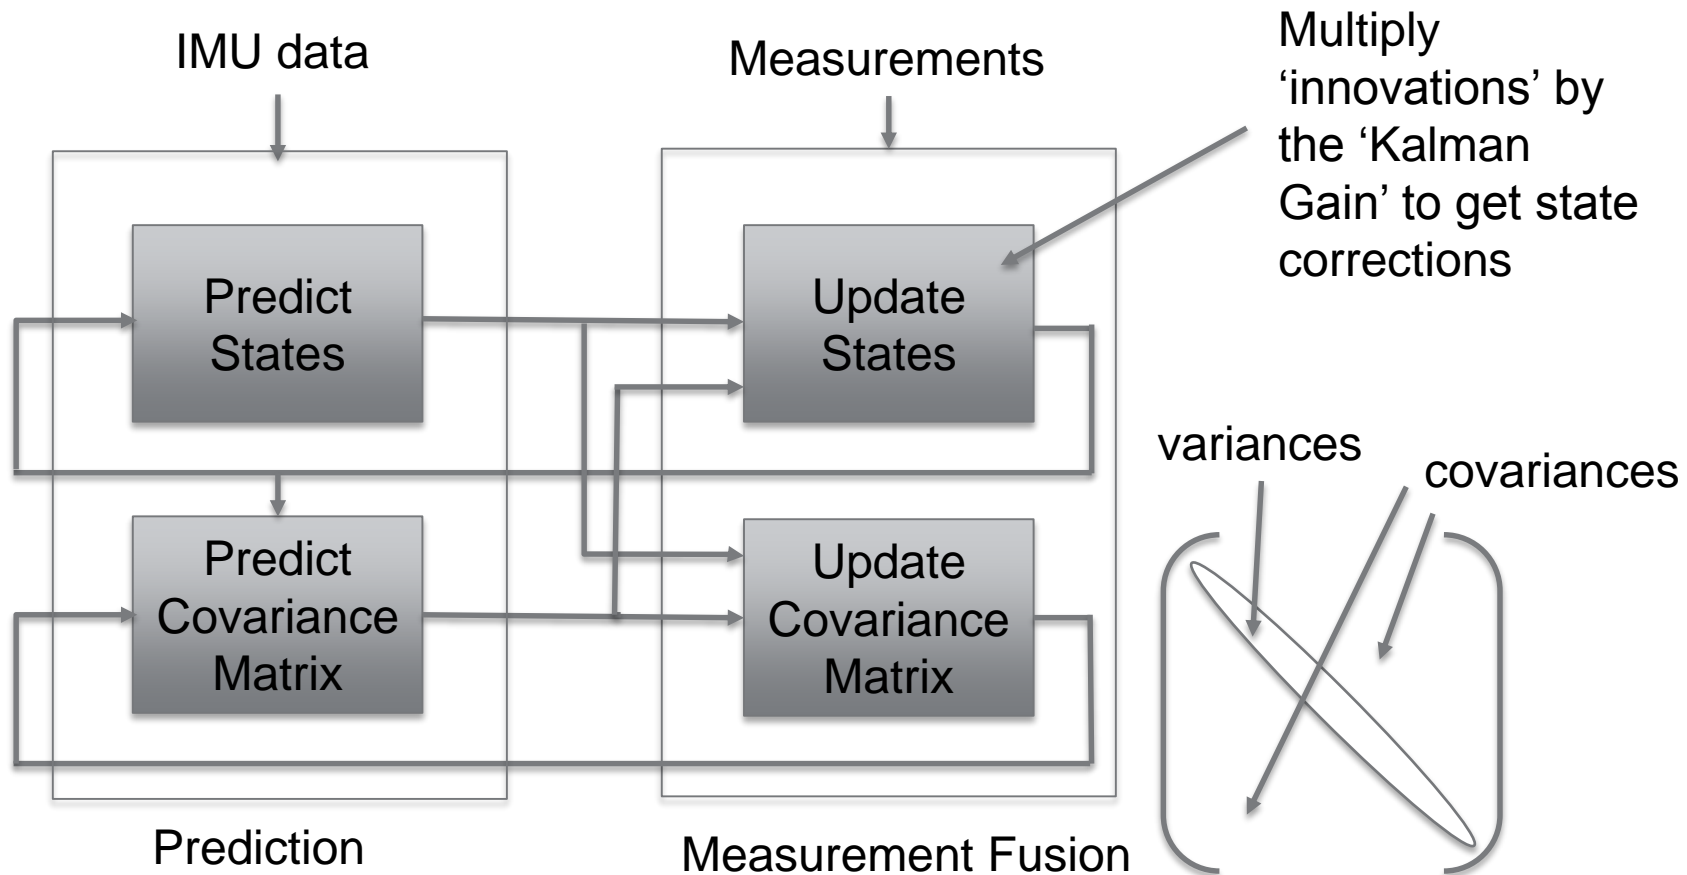 IMU data
Measurements
Multiply
‘innovations’ by
the ‘Kalman
Gain’ to get state
corrections
Predict
States
Update
States
variances
covariances
Predict
Covariance
Matrix
Update
Covariance
Matrix
Prediction
Measurement Fusion